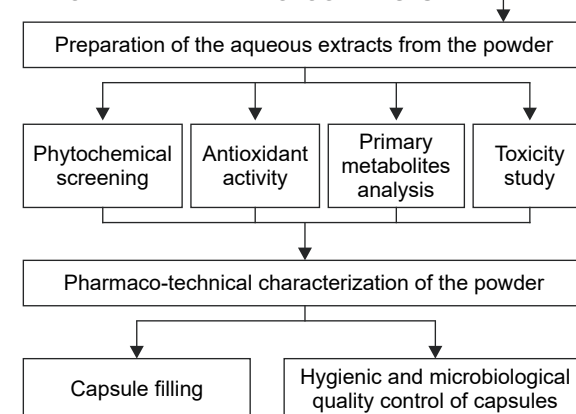 Preparation of the aqueous extracts from the powder
Phytochemical
screening
Antioxidant
activity
Primary
metabolites
analysis
Toxicity
study
Pharmaco-technical characterization of the powder
Capsule filling
Hygienic and microbiological
quality control of capsules